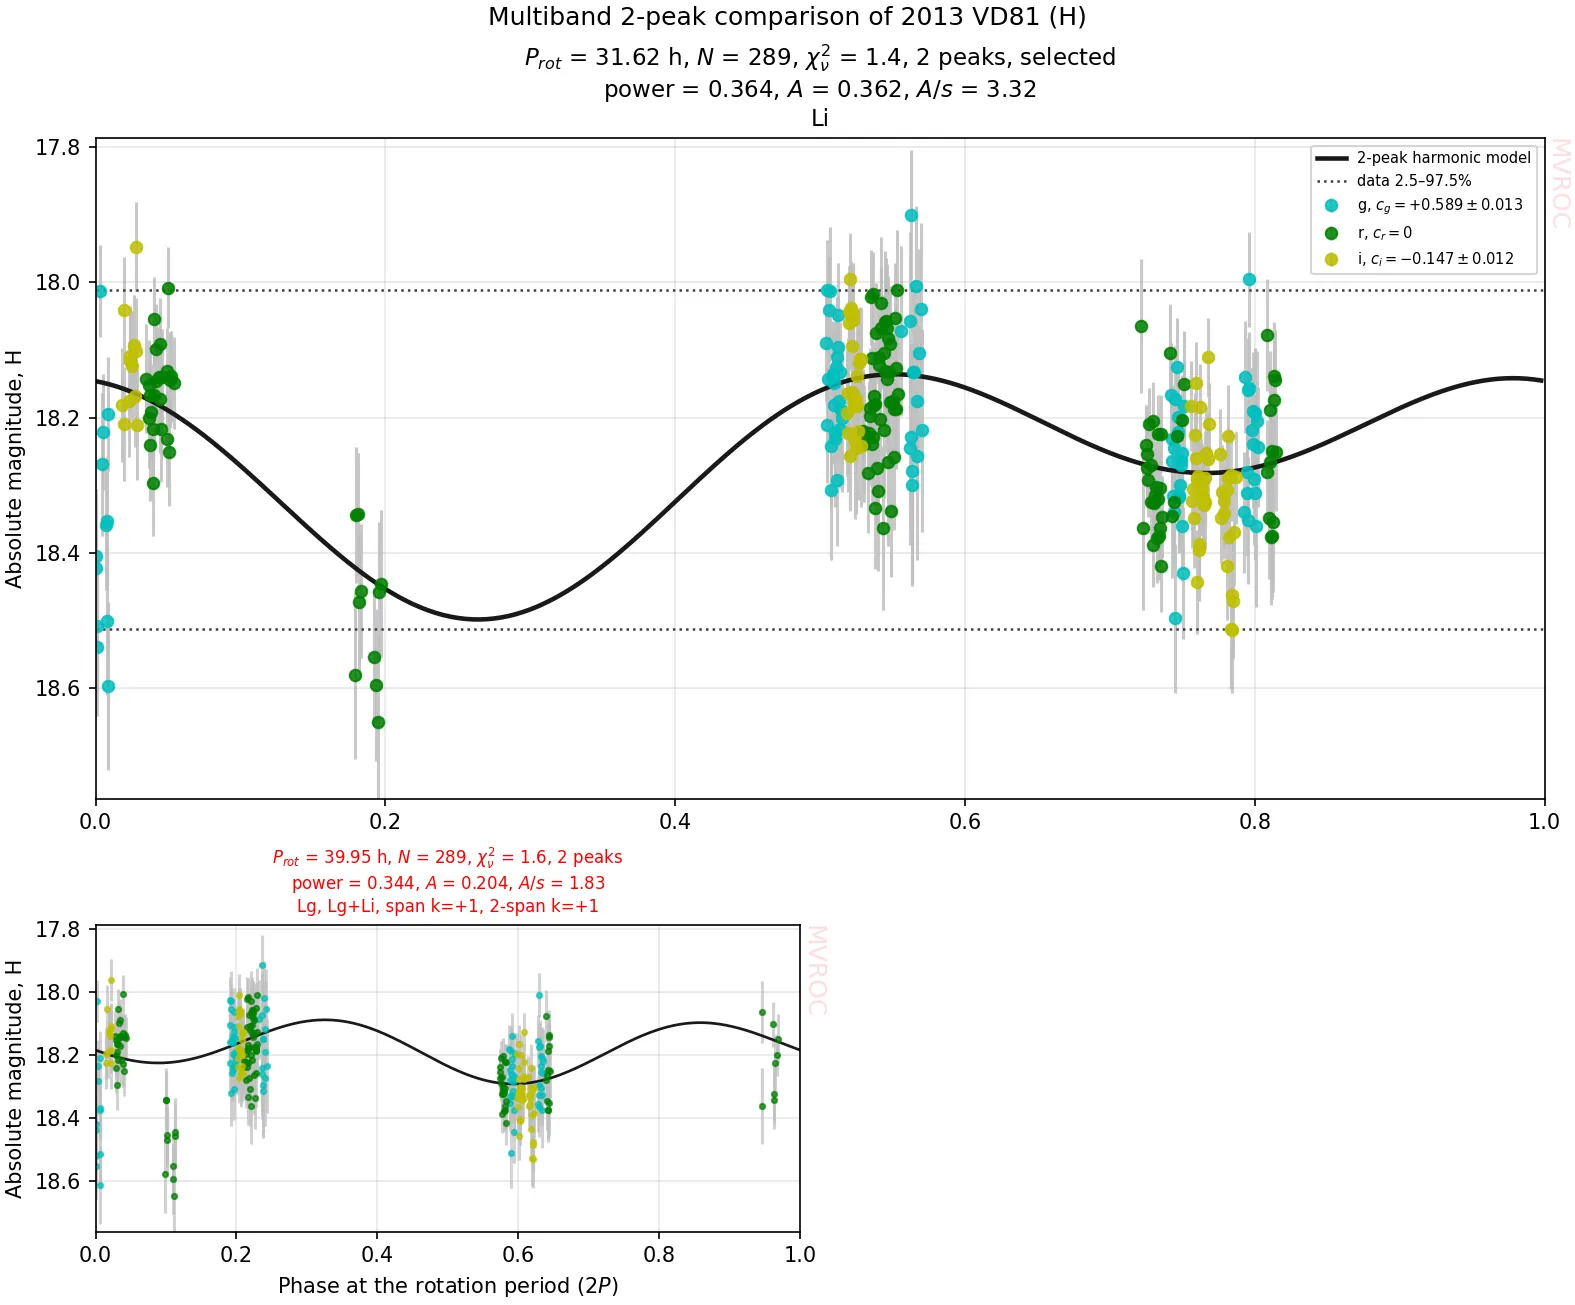 Multiband 2-peak comparison of 2013 VD81 (H)
P_rot = 31.62 h, N = 289, χ²_ν = 1.4, 2 peaks, selected
power = 0.364, A = 0.362, A/s = 3.32
Li
17.8
18.0
18.2
18.4
18.6
Absolute magnitude, H
2-peak harmonic model
data 2.5–97.5%
g, c_g = +0.589 ± 0.013
r, c_r = 0
i, c_i = −0.147 ± 0.012
MVROC
0.0 0.2 0.4 0.6 0.8 1.0
P_rot = 39.95 h, N = 289, χ²_ν = 1.6, 2 peaks
power = 0.344, A = 0.204, A/s = 1.83
Lg, Lg+Li, span k=+1, 2-span k=+1
17.8
18.0
18.2
18.4
18.6
Absolute magnitude, H
MVROC
0.0 0.2 0.4 0.6 0.8 1.0
Phase at the rotation period (2P)